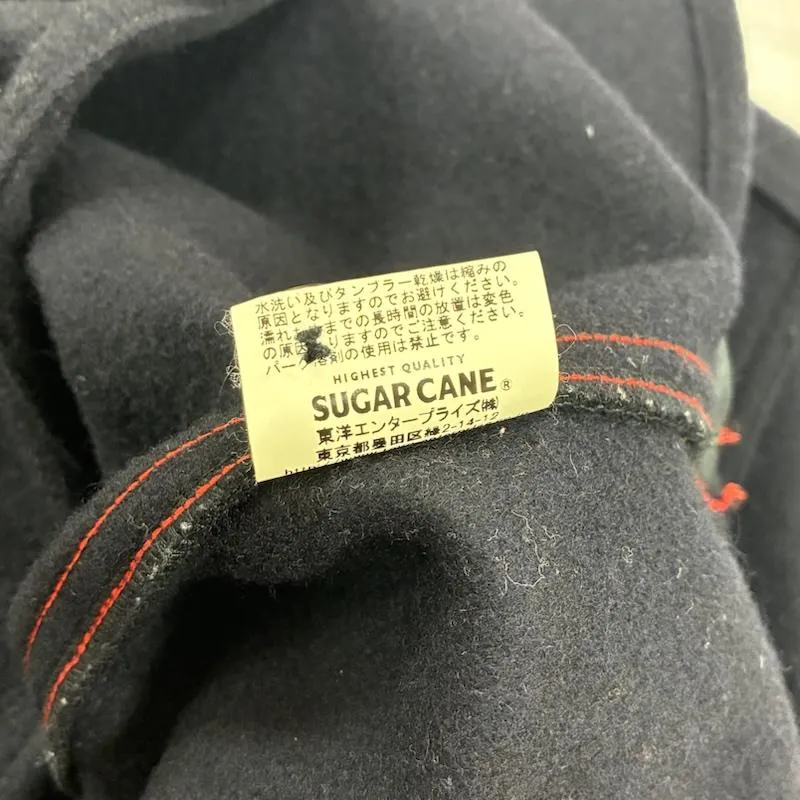 水洗い及びタンブラー乾燥は縮みの
原因となりますのでお避けください。
濡れ までの長時間の放置は変色
の原因 りますのでご注意ください。
パーク溶剤の使用は禁止です。
HIGHEST QUALITY
SUGAR CANE®
東洋エンタープライズ㈱
東京都墨田区緑2-14-12